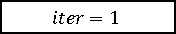 iter = 1